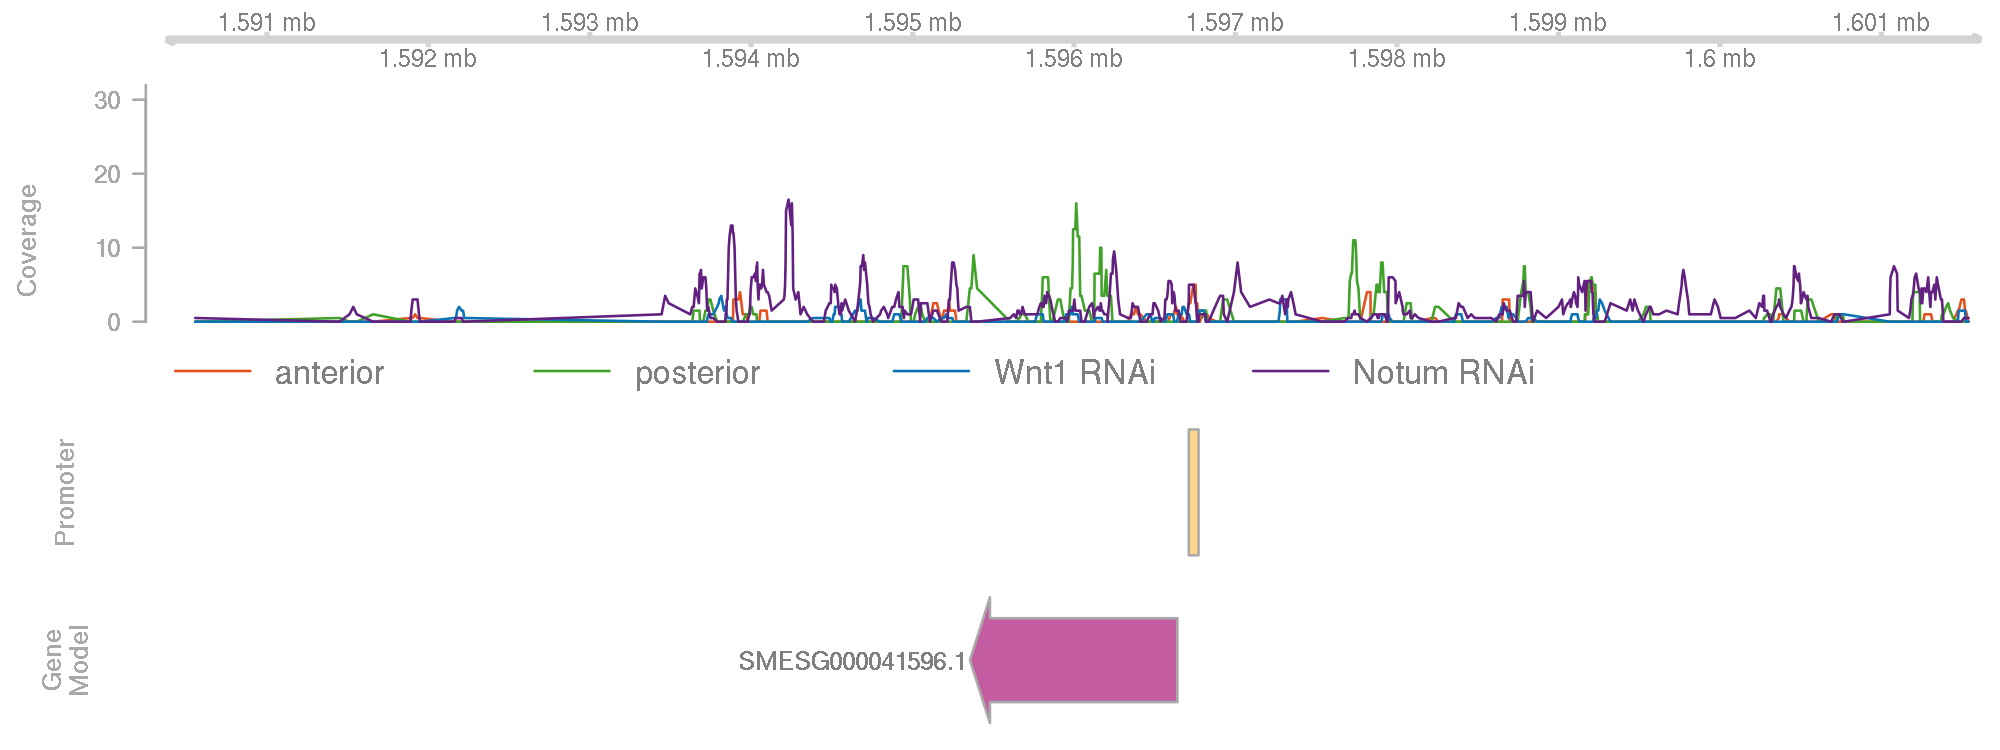 1.591 mb 1.593 mb 1.595 mb 1.597 mb 1.599 mb 1.601 mb
1.592 mb 1.594 mb 1.596 mb 1.598 mb 1.6 mb
30
20
10
0
Coverage
anterior posterior Wnt1 RNAi Notum RNAi
Promoter
Gene
Model
SMESG000041596.1